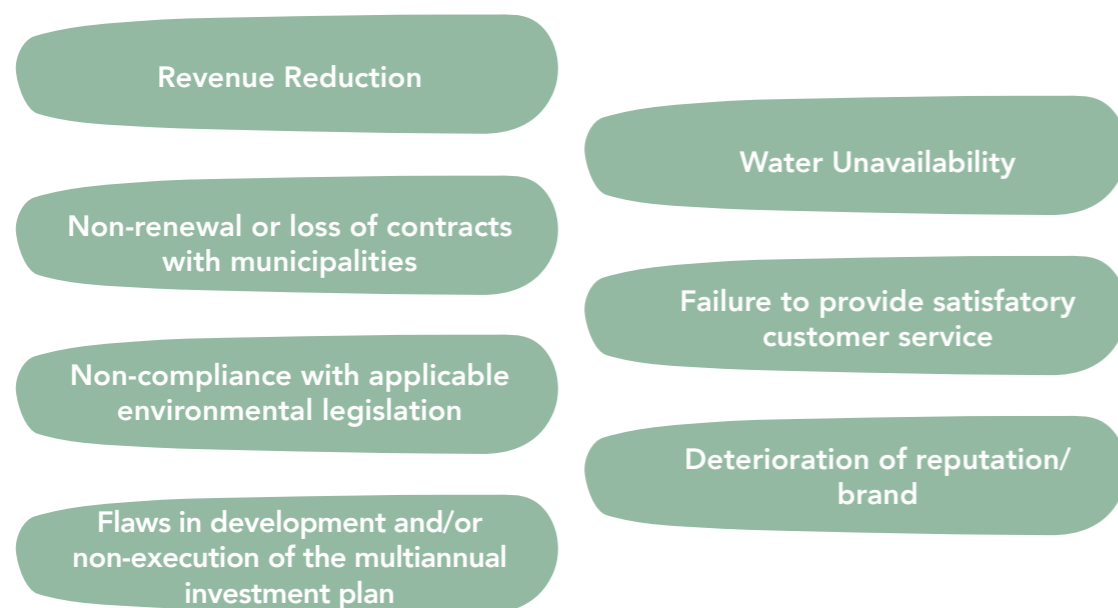 Revenue Reduction
Non-renewal or loss of contracts
with municipalities
Non-compliance with applicable
environmental legislation
Flaws in development and/or
non-execution of the multiannual
investment plan
Water Unavailability
Failure to provide satisfatory
customer service
Deterioration of reputation/
brand